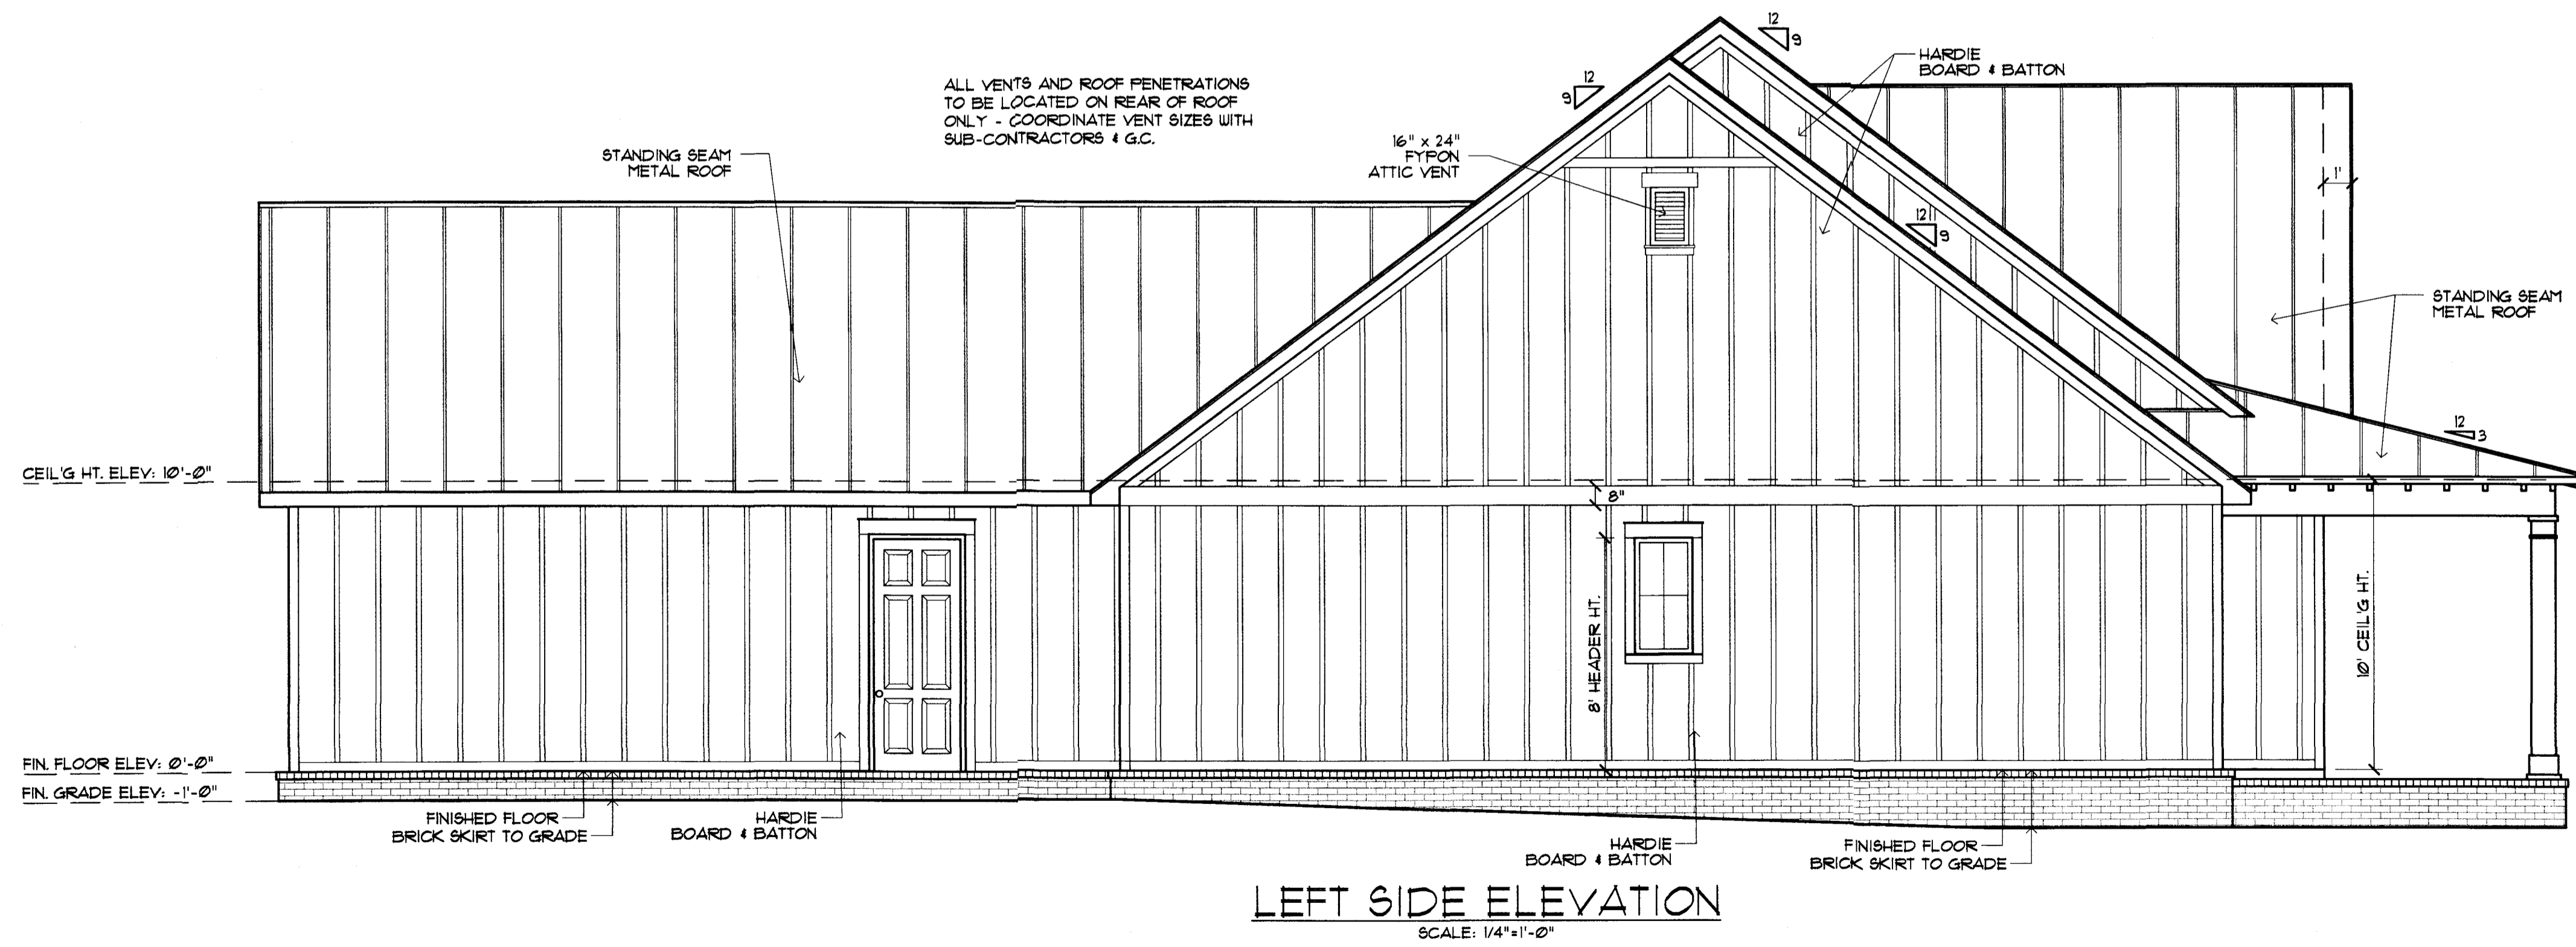 12
9
HARDIE
BOARD & BATTON
ALL VENTS AND ROOF PENETRATIONS
TO BE LOCATED ON REAR OF ROOF
ONLY - COORDINATE VENT SIZES WITH
SUB-CONTRACTORS & G.C.
12
9
16" x 24"
FYPON
ATTIC VENT
STANDING SEAM
METAL ROOF
1'
12
9
STANDING SEAM
METAL ROOF
12
3
CEIL'G HT. ELEV: 10'-0"
8"
8' HEADER HT.
10' CEIL'G HT.
FIN. FLOOR ELEV: 0'-0"
FIN. GRADE ELEV: -1'-0"
FINISHED FLOOR
BRICK SKIRT TO GRADE
HARDIE
BOARD & BATTON
HARDIE
BOARD & BATTON
FINISHED FLOOR
BRICK SKIRT TO GRADE
LEFT SIDE ELEVATION
SCALE: 1/4"=1'-0"